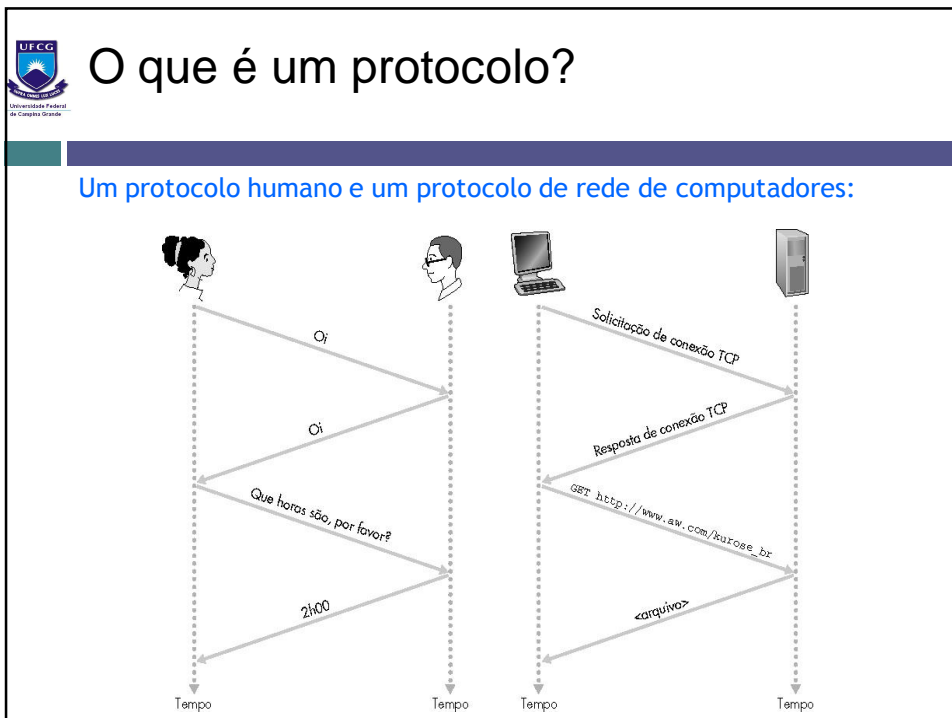 UFCG
Universidade Federal
de Campina Grande
O que é um protocolo?
Um protocolo humano e um protocolo de rede de computadores:
Oi
Oi
Que horas são, por favor?
2h00
Tempo
Tempo
Solicitação de conexão TCP
Resposta de conexão TCP
GET http://www.aw.com/kurose_br
<arquivo>
Tempo
Tempo